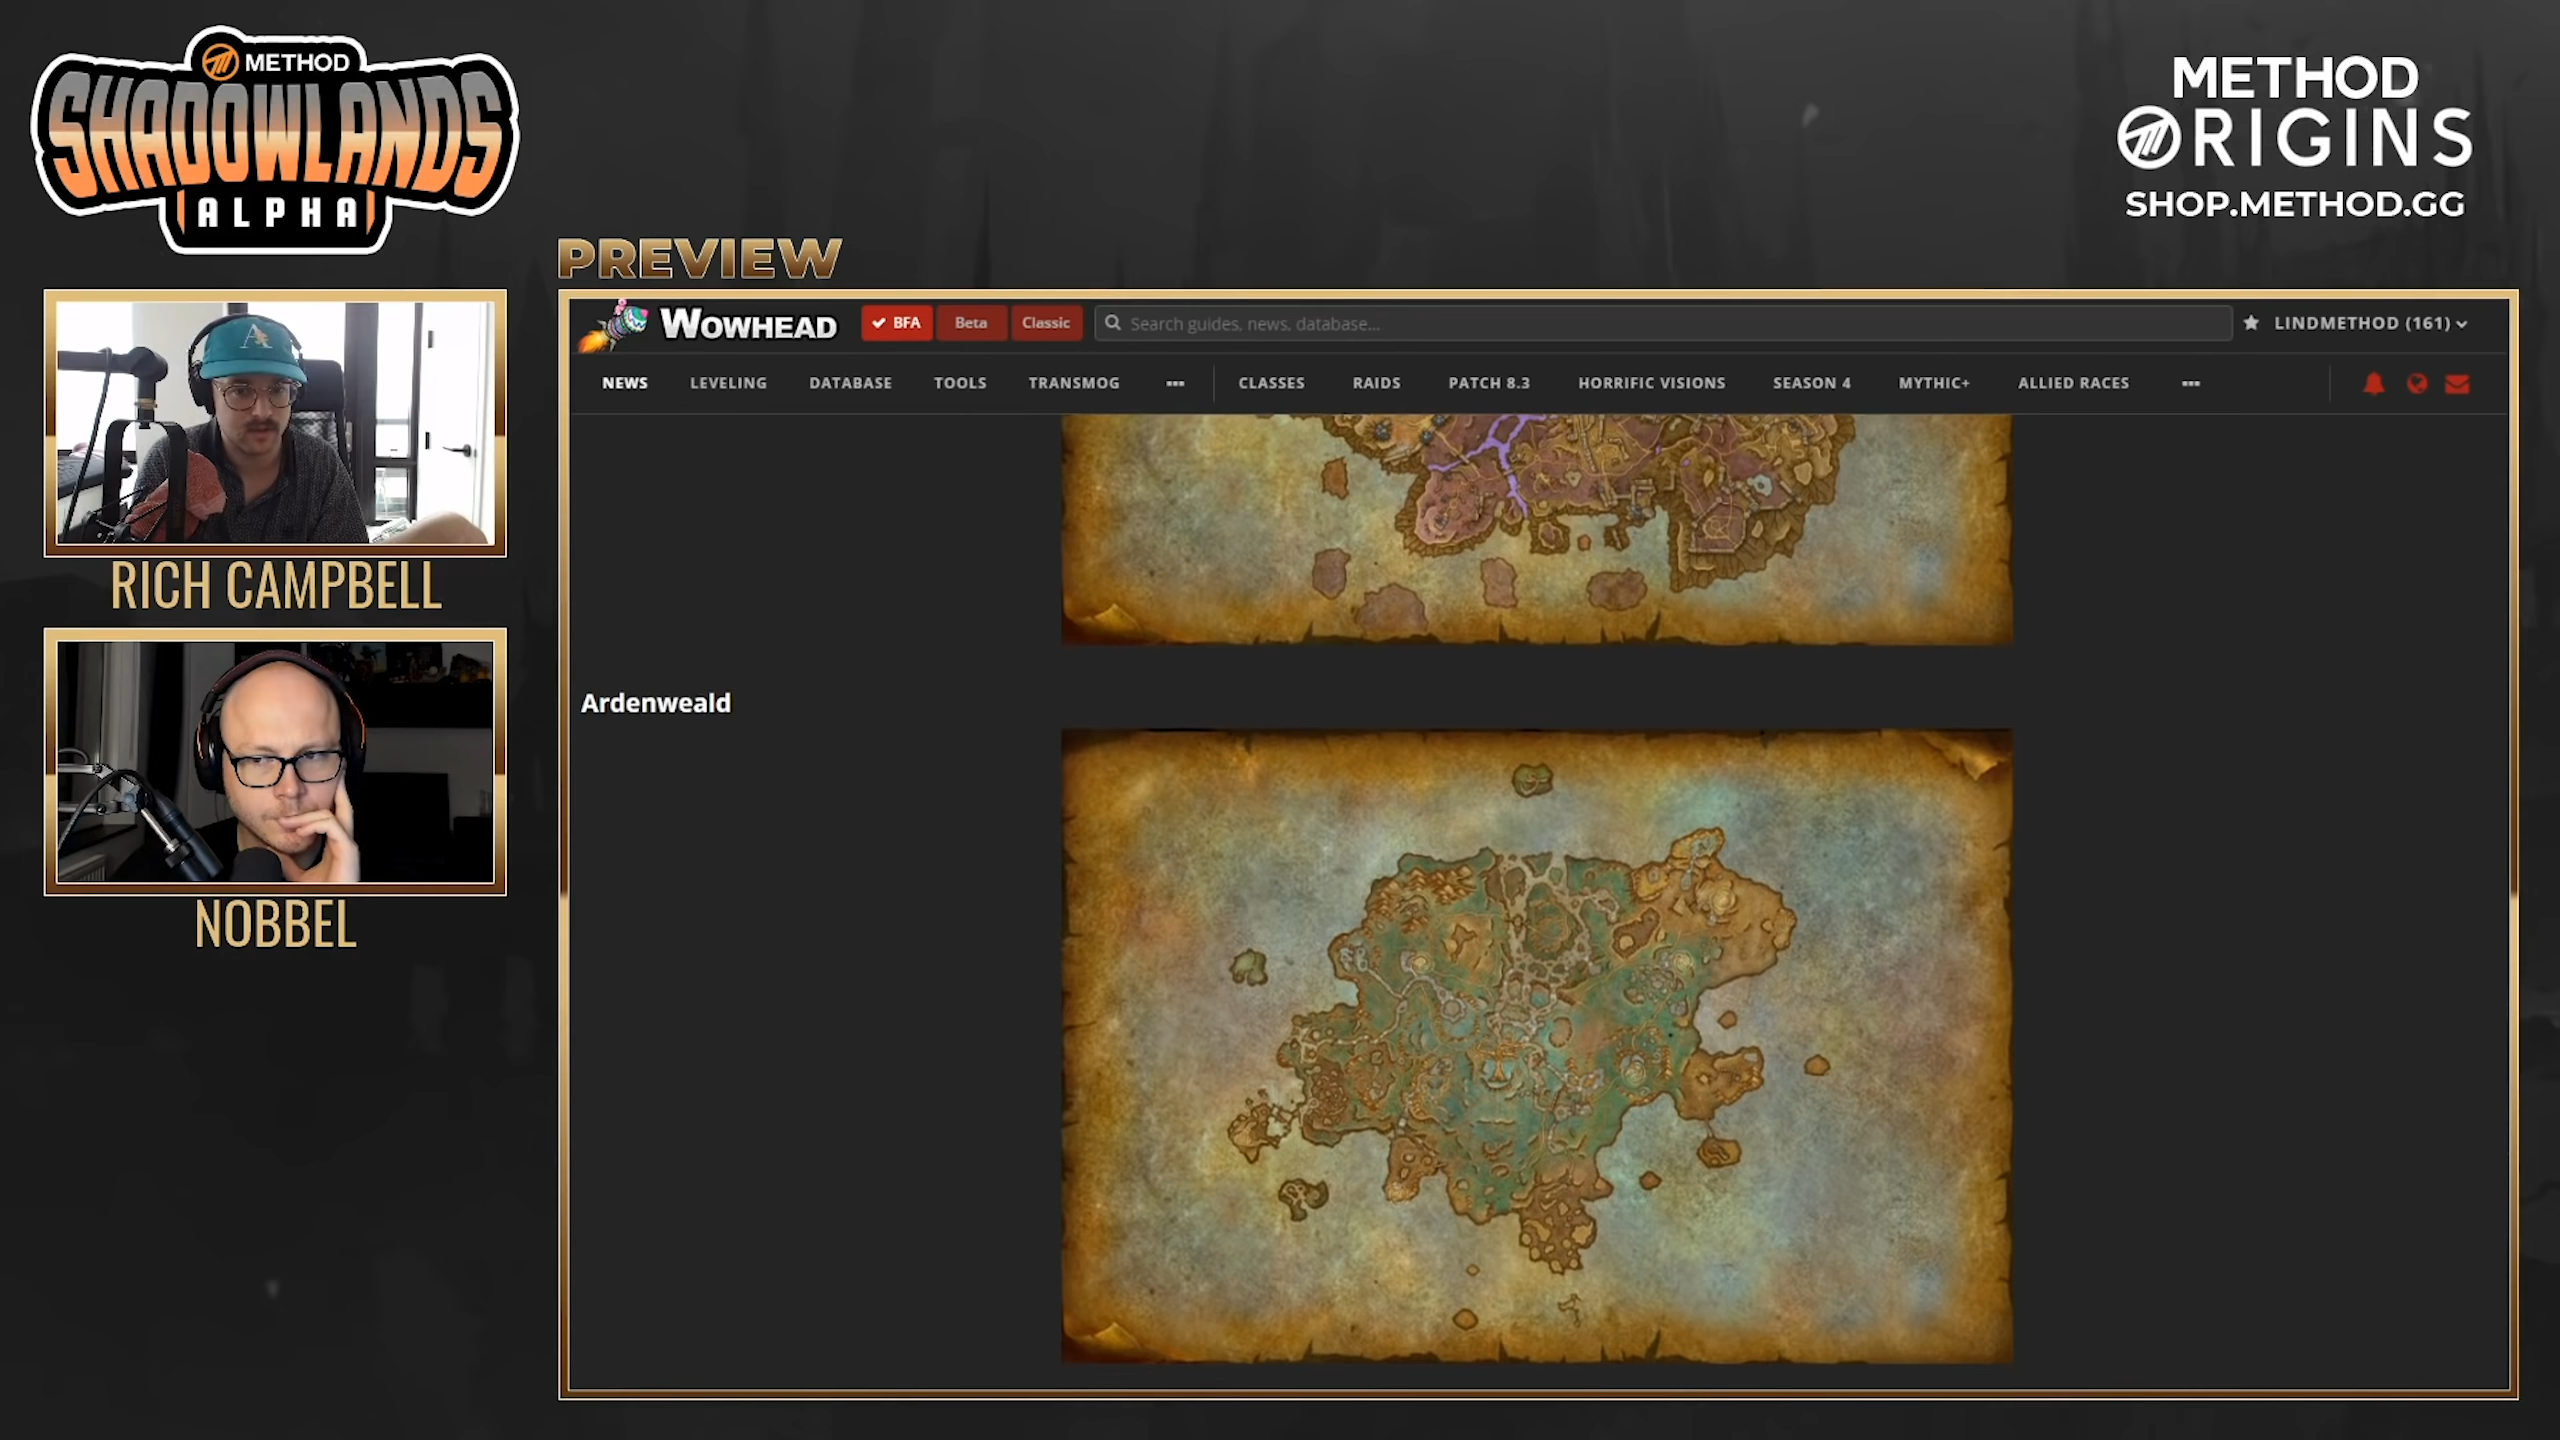 METHOD
SHADOWLANDS
ALPHA
METHOD
ORIGINS
SHOP.METHOD.GG
PREVIEW
WOWHEAD
BFA
Beta
Classic
Search guides, news, database...
LINDMETHOD (161)
NEWS
LEVELING
DATABASE
TOOLS
TRANSMOG
CLASSES
RAIDS
PATCH 8.3
HORRIFIC VISIONS
SEASON 4
MYTHIC+
ALLIED RACES
A
RICH CAMPBELL
Ardenweald
NOBBEL